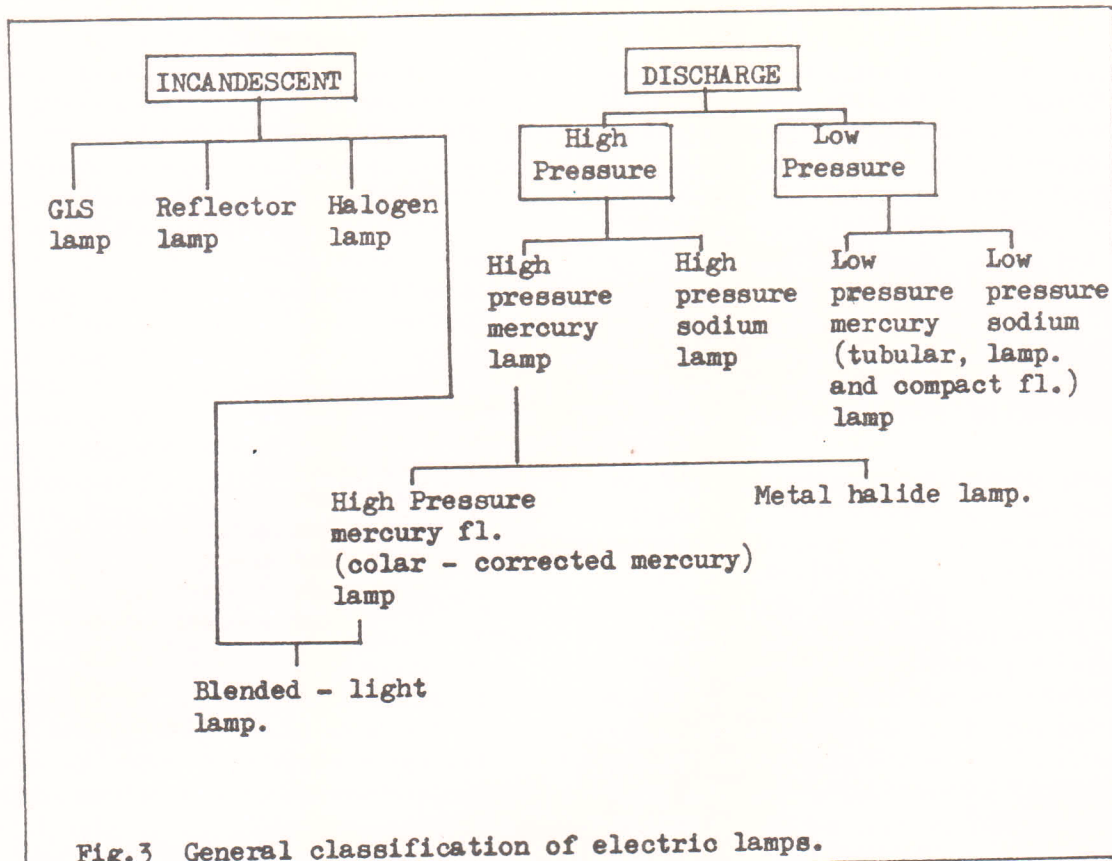 INCANDESCENT
DISCHARGE
High
Pressure
Low
Pressure
GLS
lamp
Reflector
lamp
Halogen
lamp
High
pressure
mercury
lamp
High
pressure
sodium
lamp
Low
pressure
mercury
(tubular,
and compact fl.)
lamp
Low
pressure
sodium
lamp.
High Pressure
mercury fl.
(colar - corrected mercury)
lamp
Metal halide lamp.
Blended - light
lamp.
Fig.3 General classification of electric lamps.